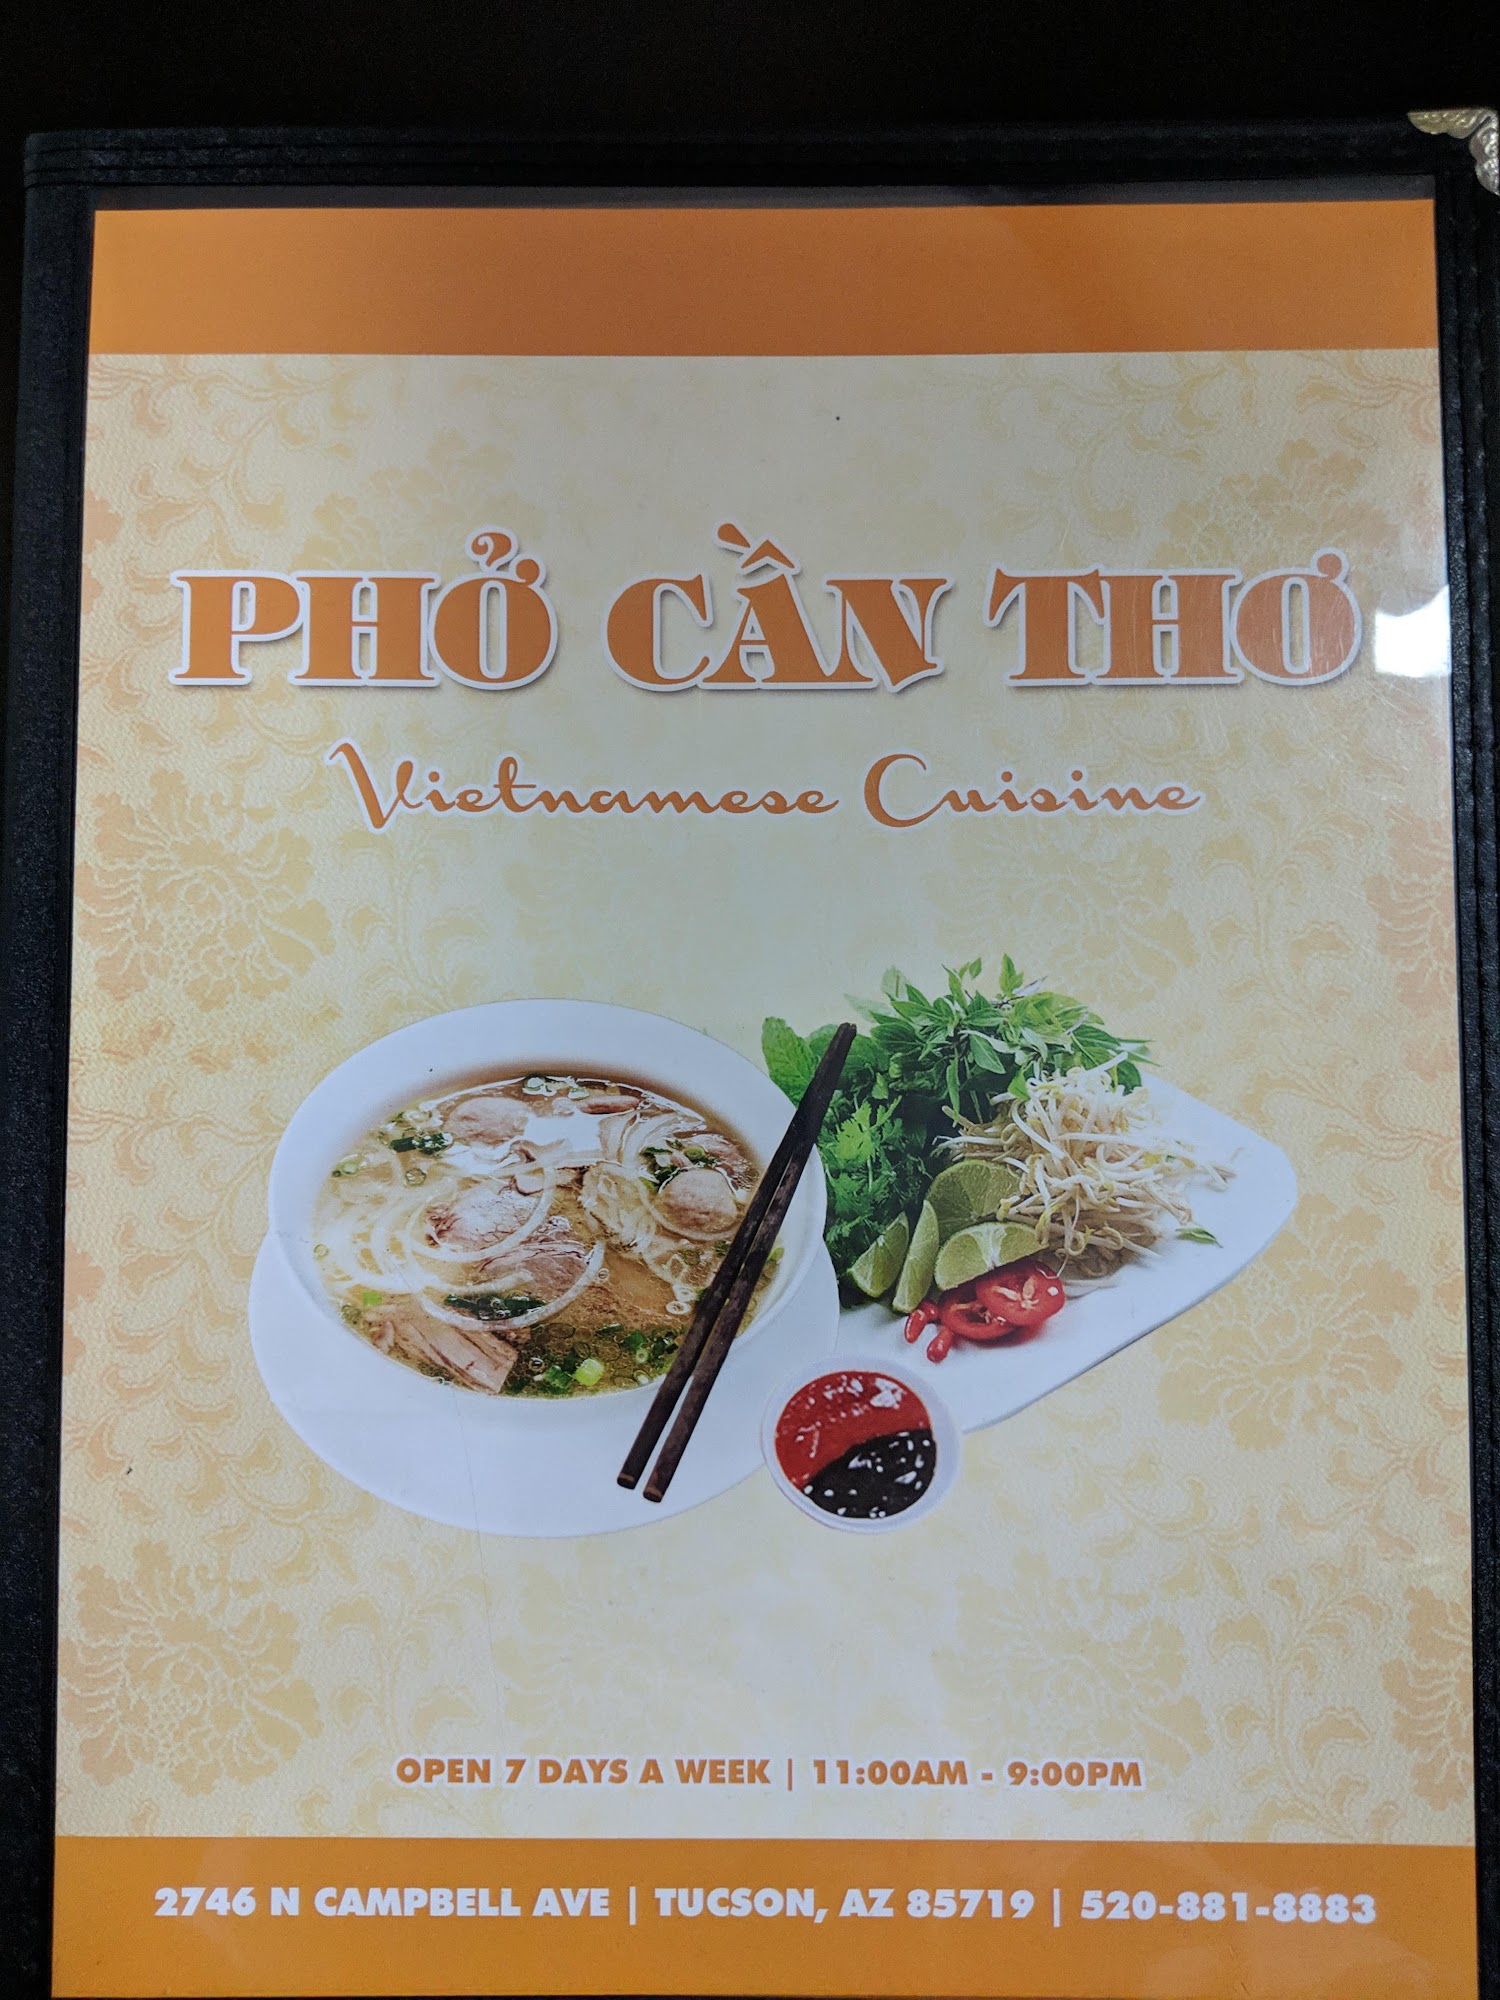 PHỞ CẦN THƠ
Vietnamese Cuisine
OPEN 7 DAYS A WEEK | 11:00AM - 9:00PM
2746 N CAMPBELL AVE | TUCSON, AZ 85719 | 520-881-8883